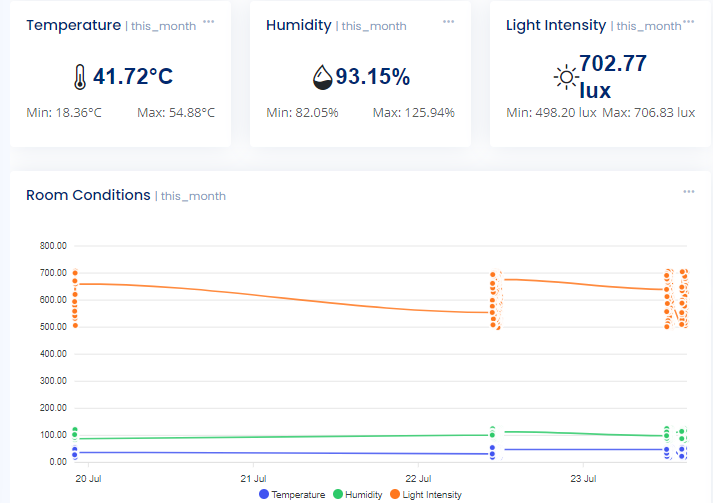 Temperature | this_month ...
41.72°C
Min: 18.36°C Max: 54.88°C
Humidity | this_month ...
93.15%
Min: 82.05% Max: 125.94%
Light Intensity | this_month ...
702.77
lux
Min: 498.20 lux Max: 706.83 lux
Room Conditions | this_month ...
800.00
700.00
600.00
500.00
400.00
300.00
200.00
100.00
0.00
20 Jul 21 Jul 22 Jul 23 Jul
Temperature Humidity Light Intensity